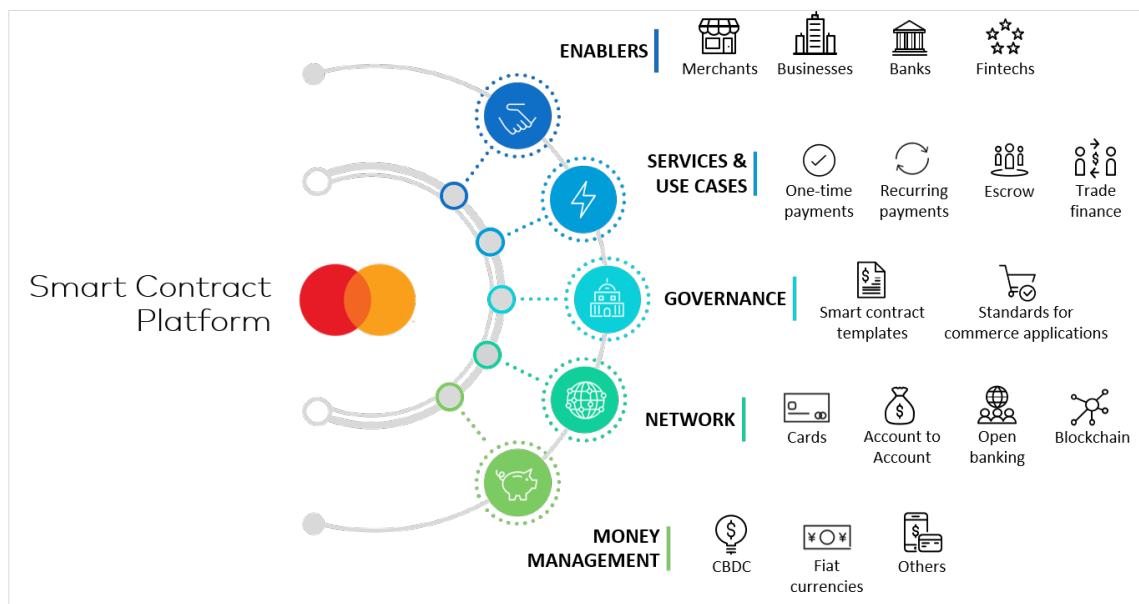 ENABLERS
Merchants
Businesses
Banks
Fintechs
SERVICES &
USE CASES
One-time
payments
Recurring
payments
Escrow
Trade
finance
Smart Contract
Platform
GOVERNANCE
Smart contract
templates
Standards for
commerce applications
NETWORK
Cards
Account to
Account
Open
banking
Blockchain
MONEY
MANAGEMENT
CBDC
Fiat
currencies
Others